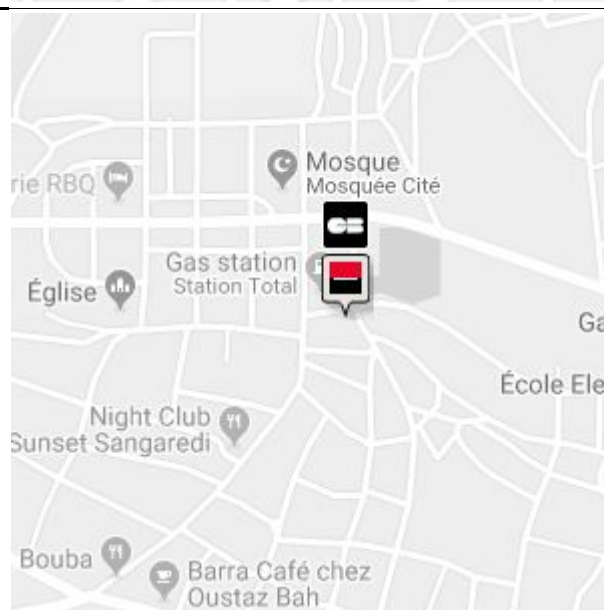 Mosque
Mosquée Cité
rie RBQ
CB
Gas station
Station Total
Église
Ga
École Ele
Night Club
Sunset Sangaredi
Bouba
Barra Café chez
Oustaz Bah